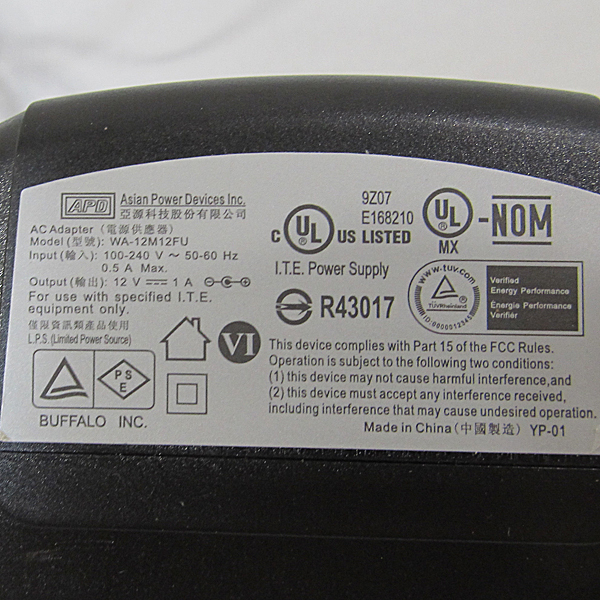 APD Asian Power Devices Inc.
亞源科技股份有限公司
AC Adapter (電源供應器)
Model (型號): WA-12M12FU
Input (輸入): 100-240 V ~ 50-60 Hz
0.5 A Max.
Output (輸出): 12 V ⎓ 1 A
For use with specified I.T.E.
equipment only.
僅限資訊類產品使用
L.P.S. (Limited Power Source)
PS
E
BUFFALO INC.
9Z07
E168210
C UL US LISTED
I.T.E. Power Supply
UL -NOM
MX
R43017
www.tuv.com
TÜVRheinland
ID:0000012345
Verified
Energy Performance
Énergie Performance
Vérifier
VI
This device complies with Part 15 of the FCC Rules.
Operation is subject to the following two conditions:
(1) this device may not cause harmful interference,and
(2) this device must accept any interference received,
including interference that may cause undesired operation.
Made in China (中國製造) YP-01